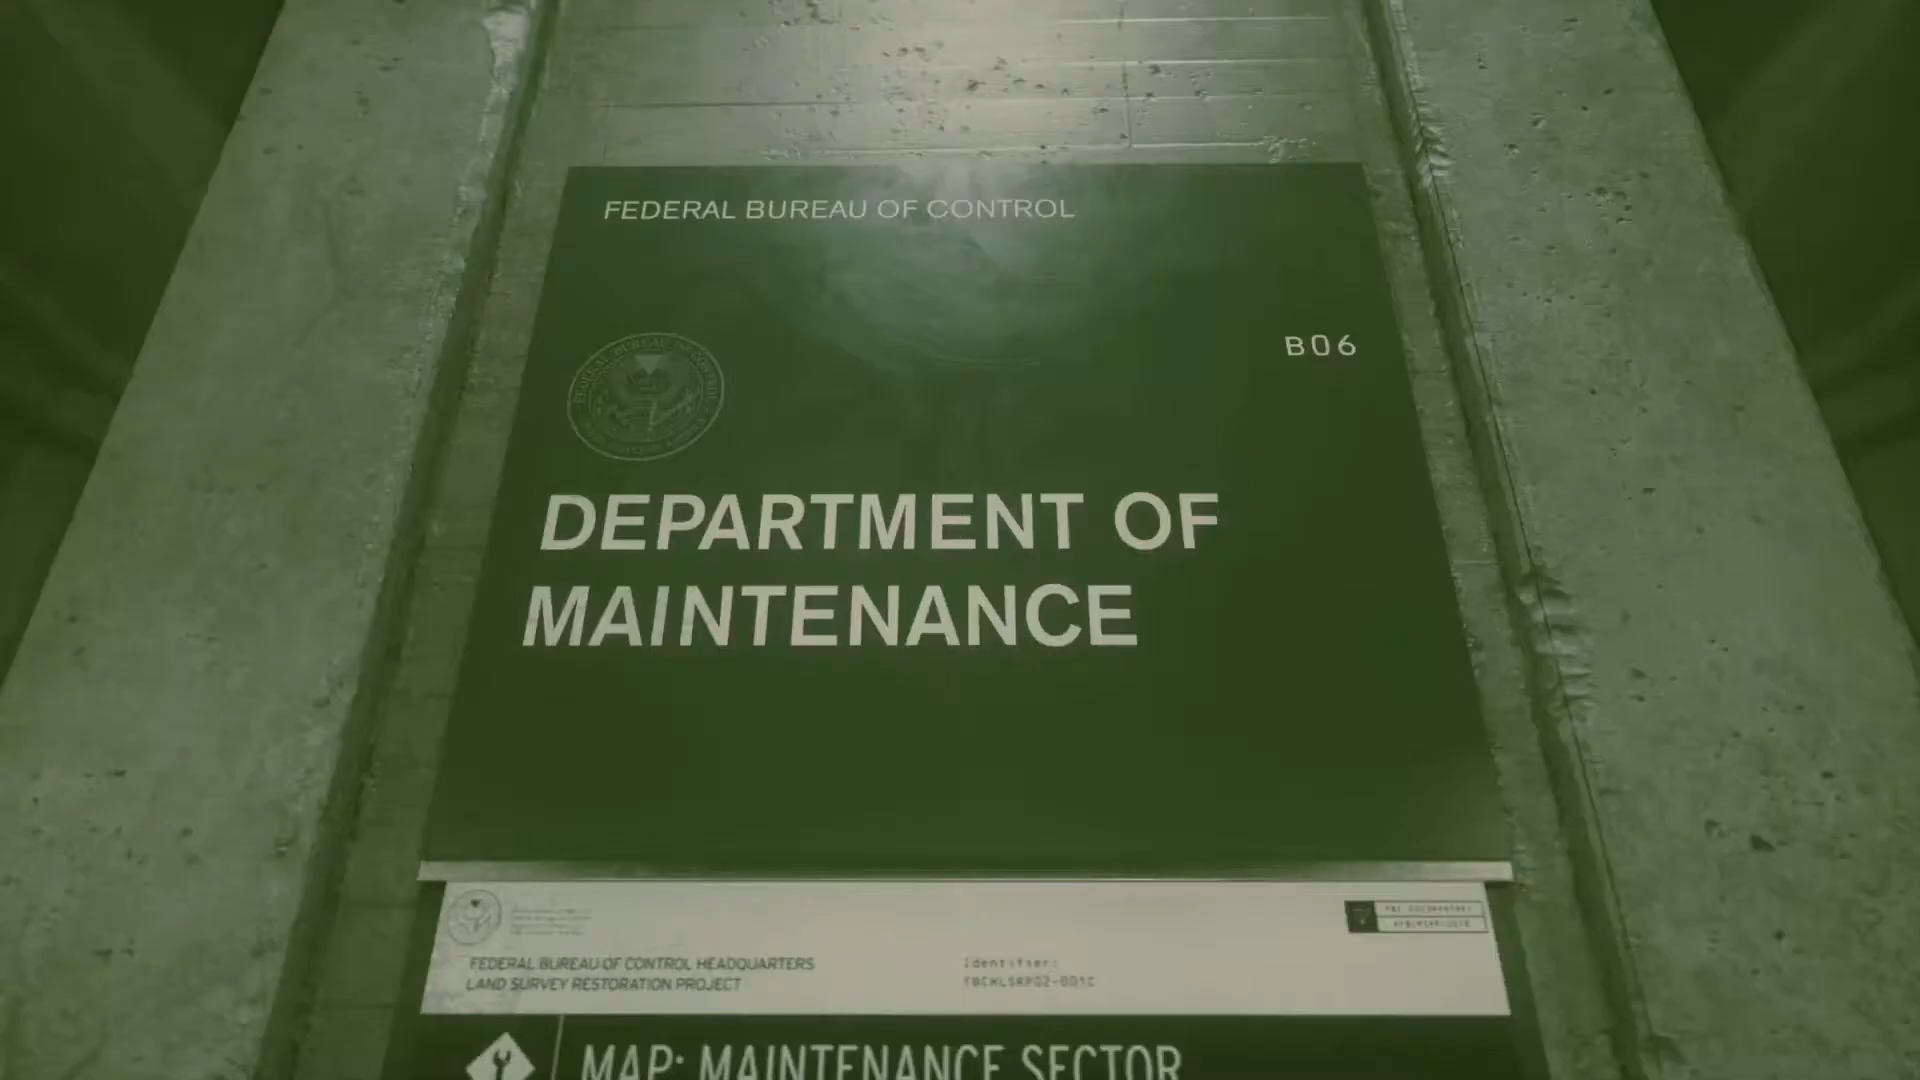 FEDERAL BUREAU OF CONTROL
B06
DEPARTMENT OF
MAINTENANCE
FEDERAL BUREAU OF CONTROL HEADQUARTERS
LAND SURVEY RESTORATION PROJECT
Identifier:
MAP: MAINTENANCE SECTOR